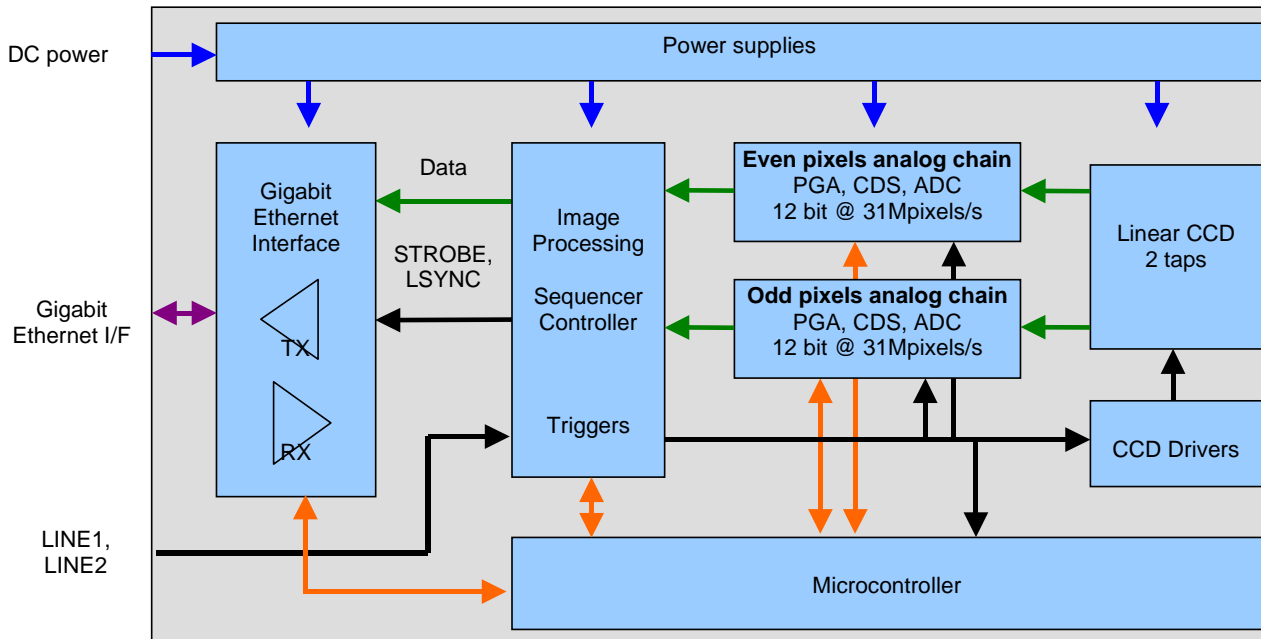 DC power
Power supplies
Data
Gigabit
Ethernet
Interface
STROBE,
LSYNC
TX
RX
Image
Processing
Sequencer
Controller
Triggers
Even pixels analog chain
PGA, CDS, ADC
12 bit @ 31Mpixels/s
Odd pixels analog chain
PGA, CDS, ADC
12 bit @ 31Mpixels/s
Linear CCD
2 taps
CCD Drivers
Gigabit
Ethernet I/F
LINE1,
LINE2
Microcontroller